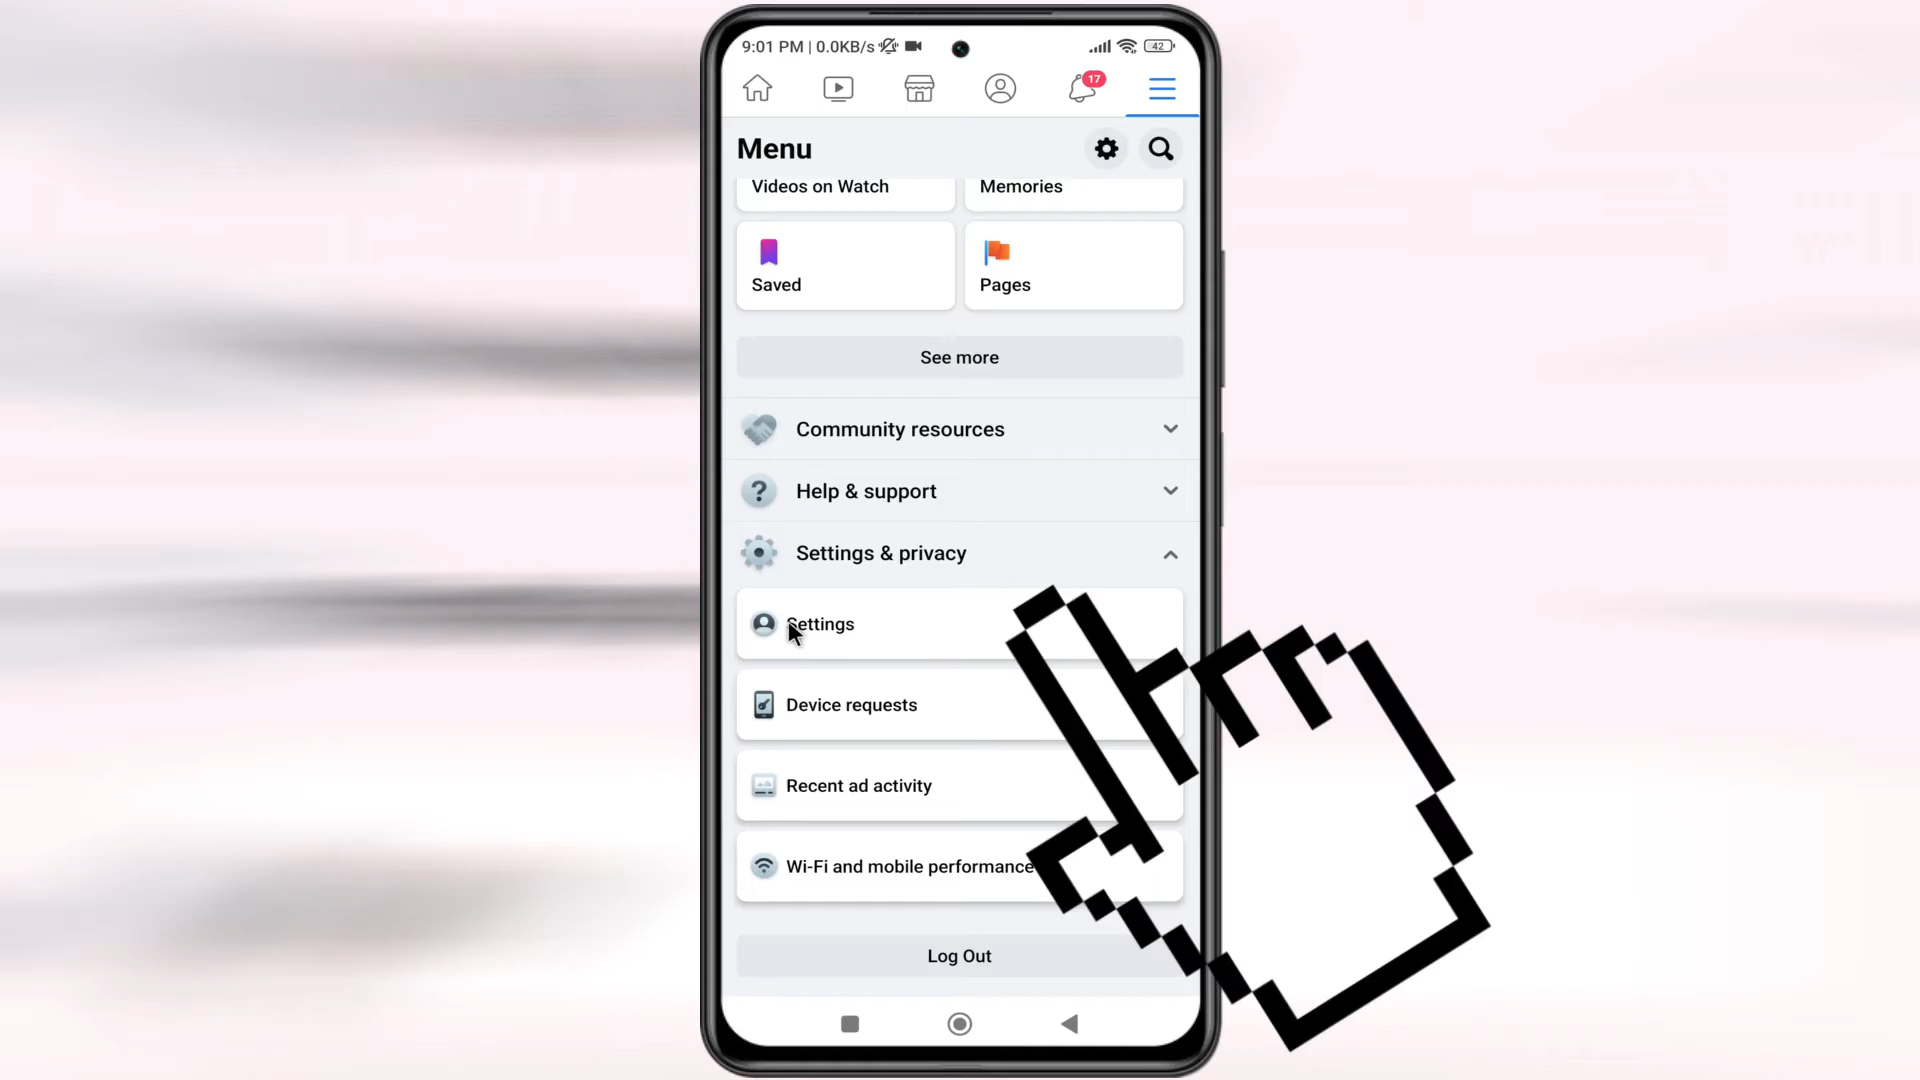 9:01 PM | 0.0KB/s 42
17
Menu
Videos on Watch Memories
Saved Pages
See more
Community resources
Help & support
Settings & privacy
Settings
Device requests
Recent ad activity
Wi-Fi and mobile performance
Log Out